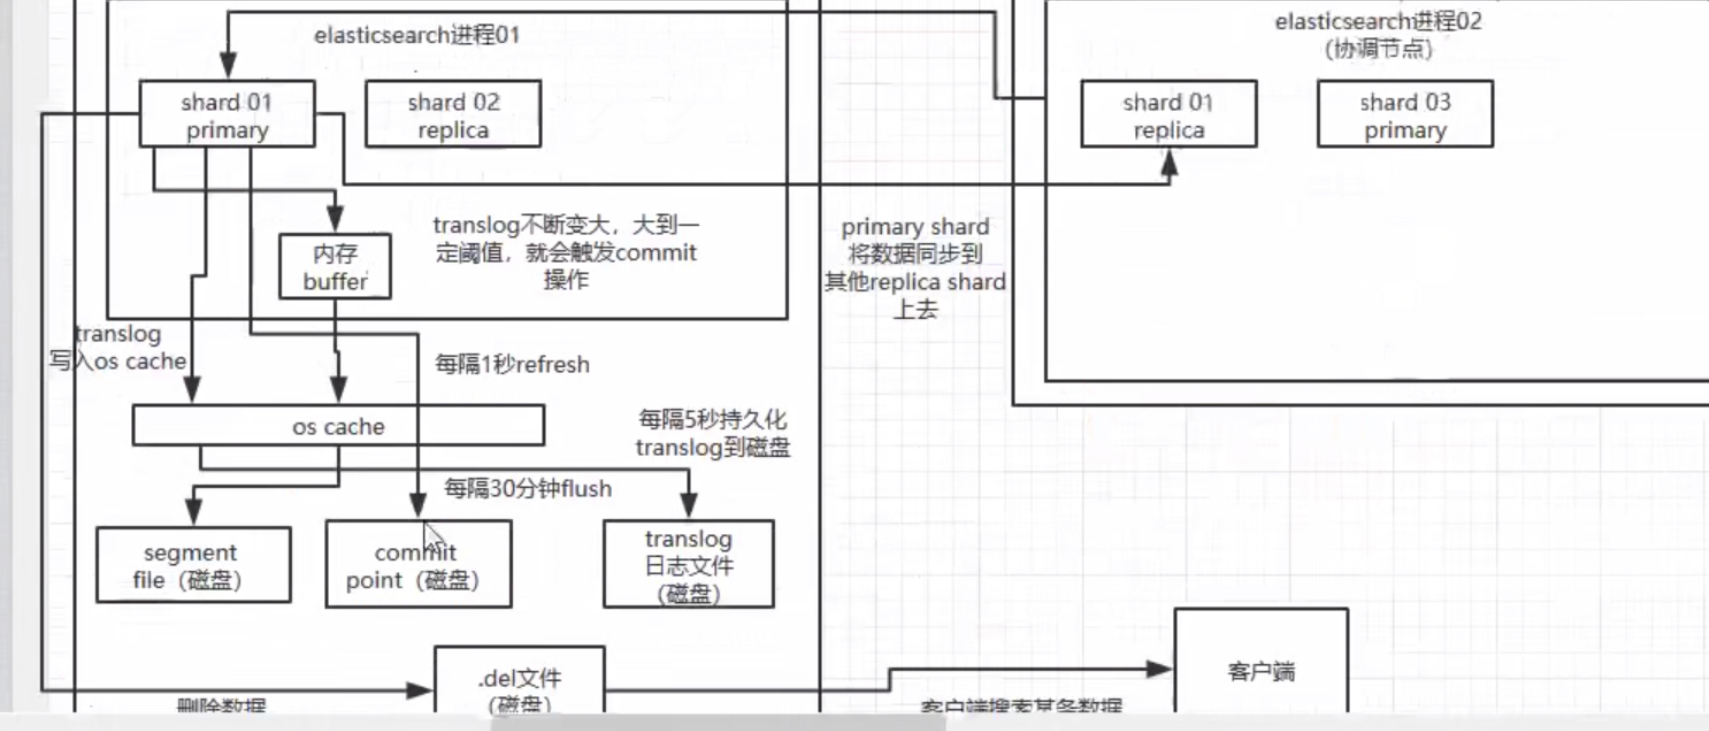 elasticsearch进程01
shard 01
primary
shard 02
replica
elasticsearch进程02
(协调节点)
shard 01
replica
shard 03
primary
内存
buffer
translog不断变大，大到一
定阈值，就会触发commit
操作
primary shard
将数据同步到
其他replica shard
上去
translog
写入os cache
每隔1秒refresh
os cache
每隔5秒持久化
translog到磁盘
每隔30分钟flush
segment
file（磁盘）
commit
point（磁盘）
translog
日志文件
（磁盘）
.del文件
（磁盘）
删除数据
客户端搜索某条数据
客户端